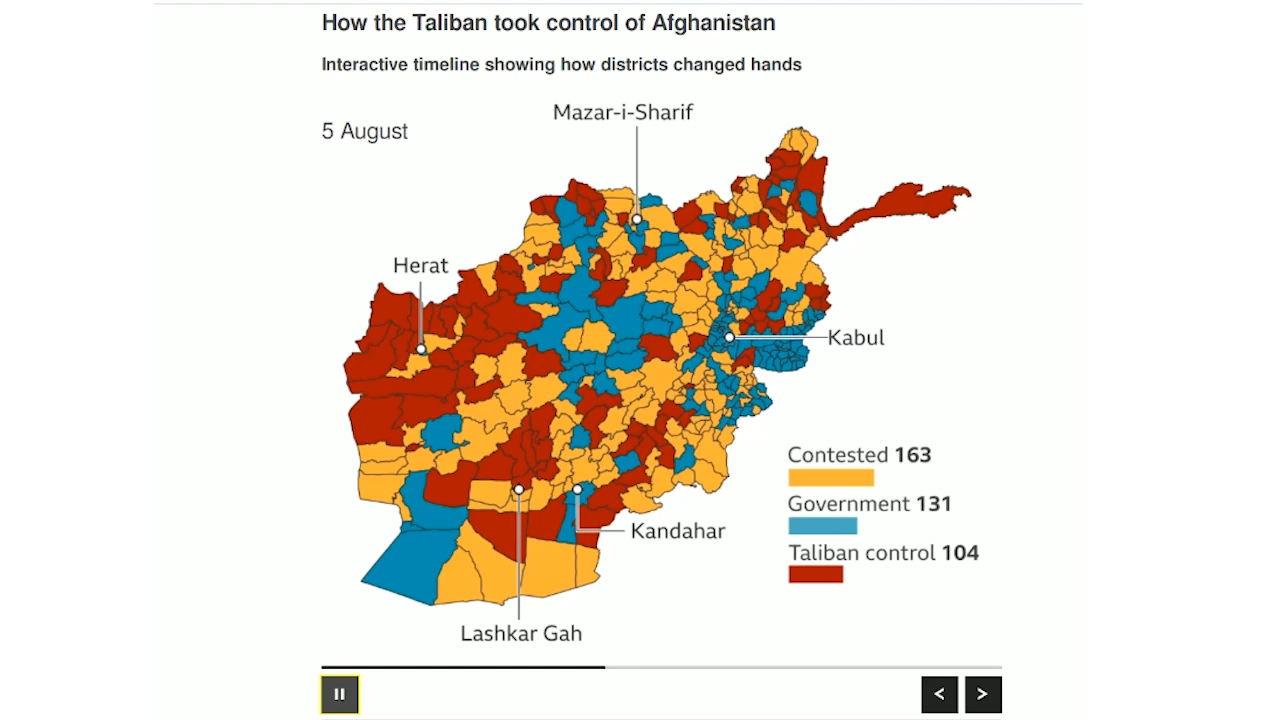 How the Taliban took control of Afghanistan
Interactive timeline showing how districts changed hands
Mazar-i-Sharif
5 August
Herat
Kabul
Contested 163
Government 131
Kandahar
Taliban control 104
Lashkar Gah
< >